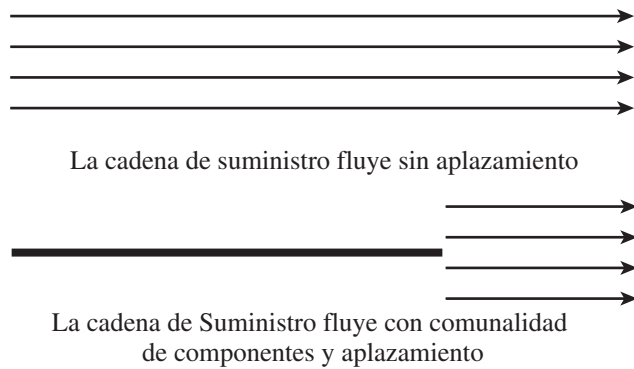 La cadena de suministro fluye sin aplazamiento
La cadena de Suministro fluye con comunalidad
de componentes y aplazamiento